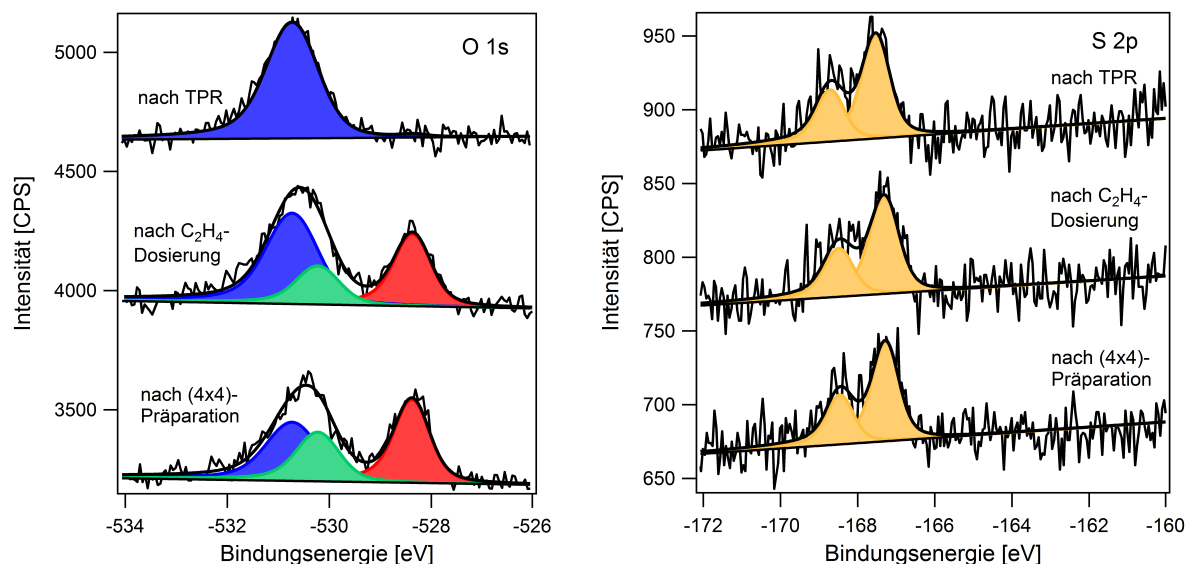 O 1s
nach TPR
nach C2H4-
Dosierung
nach (4x4)-
Präparation
5000
4500
4000
3500
Intensität [CPS]
-534
-532
-530
-528
-526
Bindungsenergie [eV]
S 2p
nach TPR
nach C2H4-
Dosierung
nach (4x4)-
Präparation
950
900
850
800
750
700
650
Intensität [CPS]
-172
-170
-168
-166
-164
-162
-160
Bindungsenergie [eV]